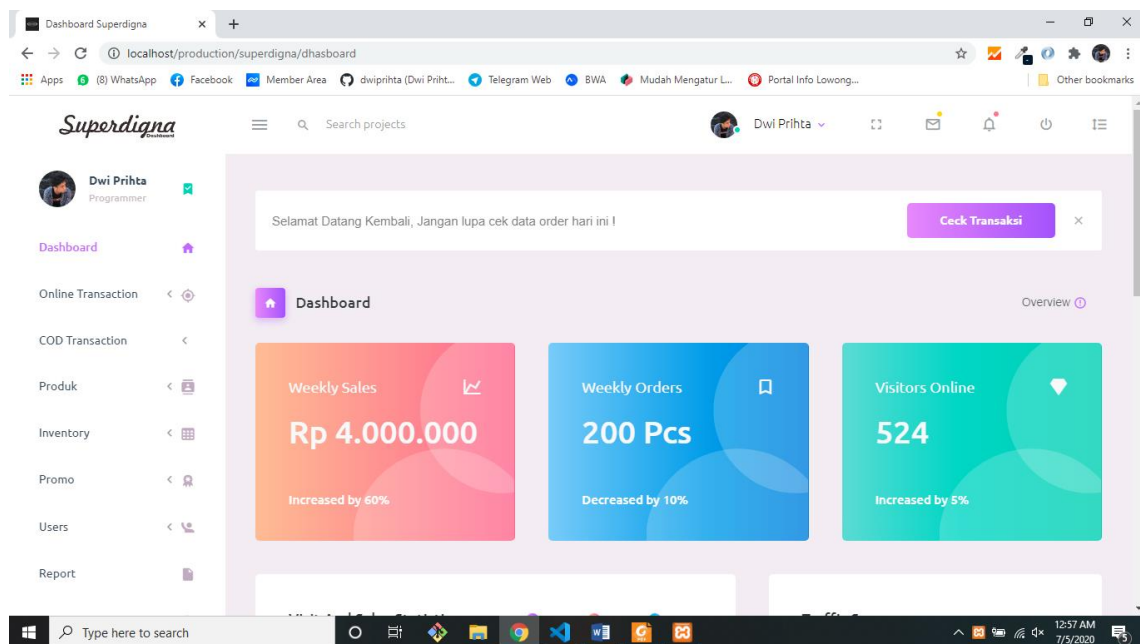 Dashboard Superdigna
localhost/production/superdigna/dhasboard
Apps
(8) WhatsApp
Facebook
Member Area
dwiprihta (Dwi Priht...
Telegram Web
BWA
Mudah Mengatur L...
Portal Info Lowong...
Other bookmarks
Superdigna
Dashboard
Search projects
Dwi Prihta
Dwi Prihta
Programmer
Selamat Datang Kembali, Jangan lupa cek data order hari ini !
Ceck Transaksi
Dashboard
Online Transaction
COD Transaction
Produk
Inventory
Promo
Users
Report
Dashboard
Overview
Weekly Sales
Rp 4.000.000
Increased by 60%
Weekly Orders
200 Pcs
Decreased by 10%
Visitors Online
524
Increased by 5%
Type here to search
12:57 AM
7/5/2020